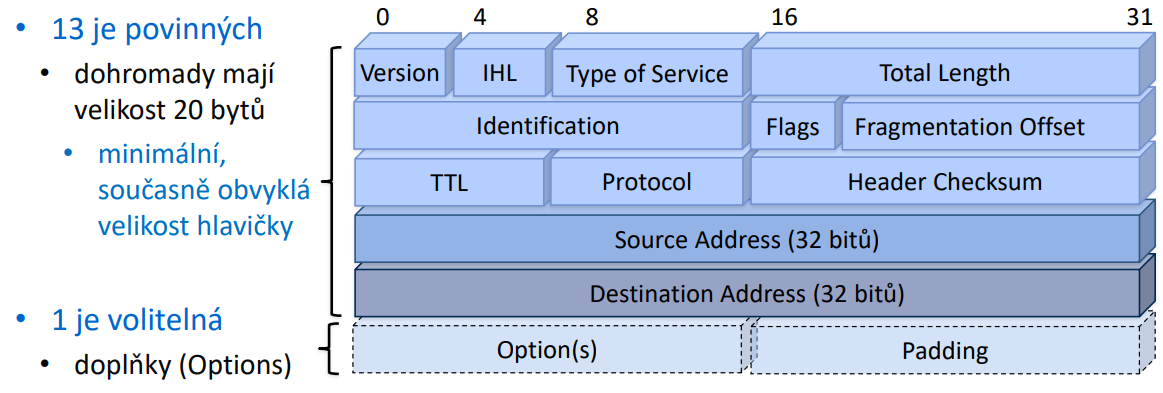 • 13 je povinných
• dohromady mají
velikost 20 bytů
• minimální,
současně obvyklá
velikost hlavičky
• 1 je volitelná
• doplňky (Options)
0 4 8 16 31
Version IHL Type of Service Total Length
Identification Flags Fragmentation Offset
TTL Protocol Header Checksum
Source Address (32 bitů)
Destination Address (32 bitů)
Option(s) Padding